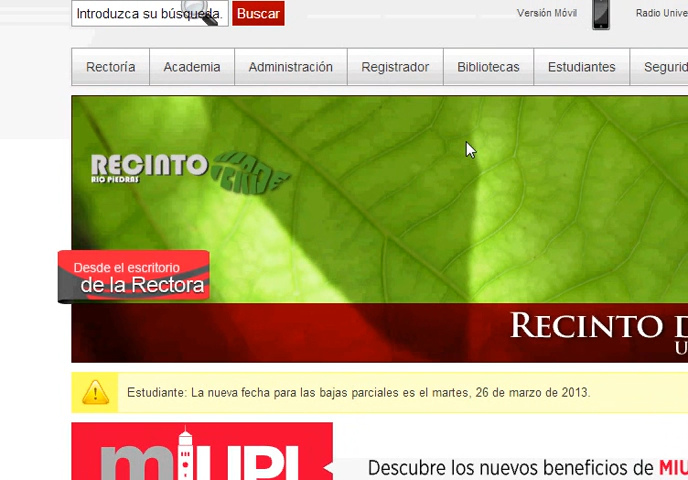 Introduzca su búsqueda.
Buscar
Versión Móvil
Radio Unive
Rectoría
Academia
Administración
Registrador
Bibliotecas
Estudiantes
Segurid
RECINTO VERDE
RIO PIEDRAS
Desde el escritorio
de la Rectora
RECINTO D
U
Estudiante: La nueva fecha para las bajas parciales es el martes, 26 de marzo de 2013.
miUPI
Descubre los nuevos beneficios de MIU